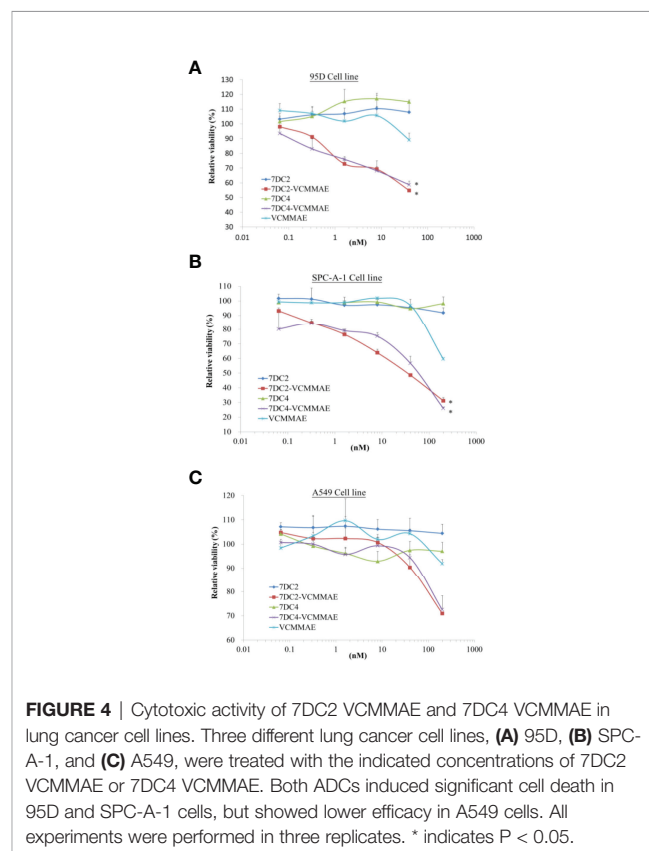 A
95D Cell line
130
120
110
100
90
80
70
60
50
40
30
Relative viability (%)
7DC2
7DC2-VCMMAE
7DC4
7DC4-VCMMAE
VCMMAE
*
*
0.01 0.1 1 10 100 1000
(nM)
B
SPC-A-1 Cell line
110
100
90
80
70
60
50
40
30
20
10
Relative viability (%)
7DC2
7DC2-VCMMAE
7DC4
7DC4-VCMMAE
VCMMAE
*
*
0.01 0.1 1 10 100 1000
(nM)
C
A549 Cell line
120
110
100
90
80
70
60
Relative viability (%)
7DC2
7DC2-VCMMAE
7DC4
7DC4-VCMMAE
VCMMAE
0.01 0.1 1 10 100 1000
(nM)
FIGURE 4 | Cytotoxic activity of 7DC2 VCMMAE and 7DC4 VCMMAE in
lung cancer cell lines. Three different lung cancer cell lines, (A) 95D, (B) SPC-
A-1, and (C) A549, were treated with the indicated concentrations of 7DC2
VCMMAE or 7DC4 VCMMAE. Both ADCs induced significant cell death in
95D and SPC-A-1 cells, but showed lower efficacy in A549 cells. All
experiments were performed in three replicates. * indicates P < 0.05.